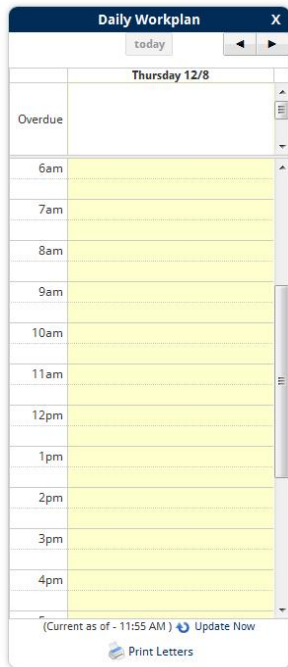 Daily Workplan X
today
Thursday 12/8
Overdue
6am
7am
8am
9am
10am
11am
12pm
1pm
2pm
3pm
4pm
(Current as of - 11:55 AM ) Update Now
Print Letters